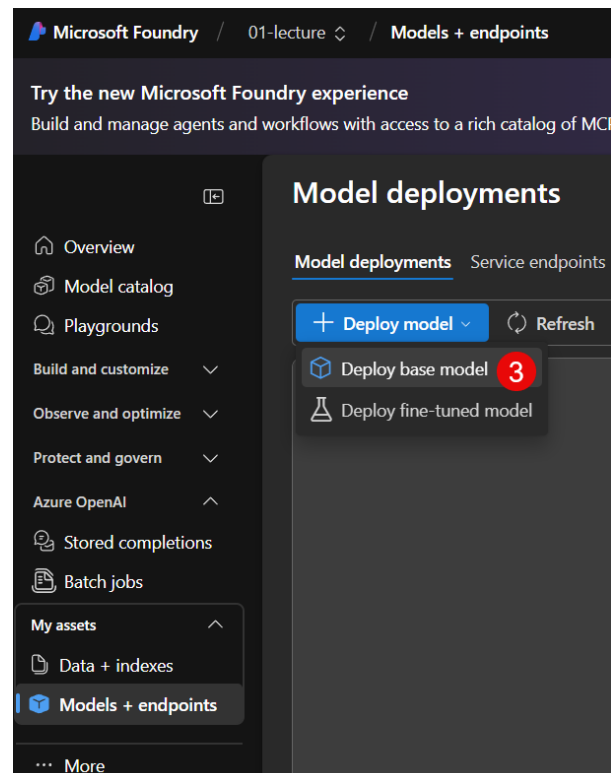 Microsoft Foundry / 01-lecture / Models + endpoints
Try the new Microsoft Foundry experience
Build and manage agents and workflows with access to a rich catalog of MCP
Model deployments
Overview
Model deployments Service endpoints
Model catalog
Playgrounds
+ Deploy model Refresh
Build and customize
Deploy base model 3
Observe and optimize
Deploy fine-tuned model
Protect and govern
Azure OpenAI
Stored completions
Batch jobs
My assets
Data + indexes
Models + endpoints
... More